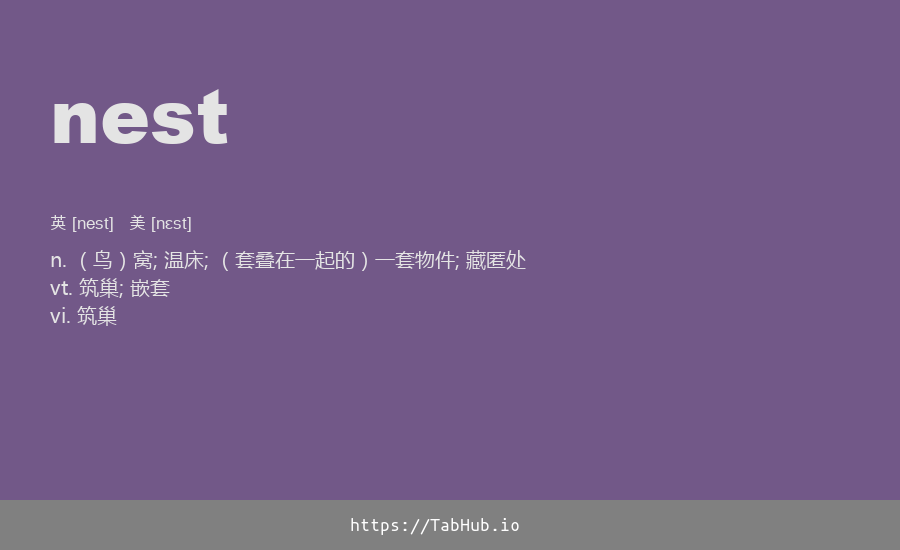 nest
英 [nest] 美 [nɛst]
n. （鸟）窝; 温床; （套叠在一起的）一套物件; 藏匿处
vt. 筑巢; 嵌套
vi. 筑巢
https://TabHub.io